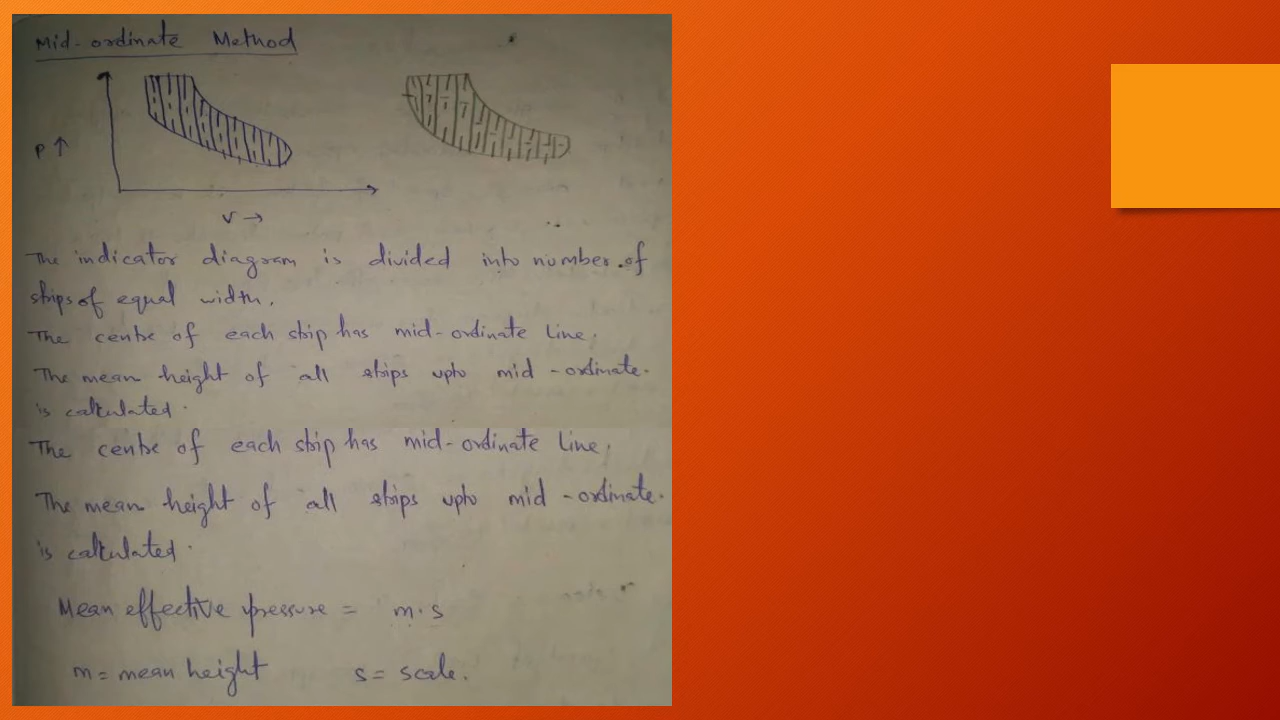 Mid-ordinate Method
P ↑
V →
The indicator diagram is divided into number of
strips of equal width.
The centre of each strip has mid-ordinate line.
The mean height of all strips upto mid-ordinate.
is calculated.
The centre of each strip has mid-ordinate line.
The mean height of all strips upto mid-ordinate.
is calculated.
Mean effective pressure = m.s
m = mean height s = scale.